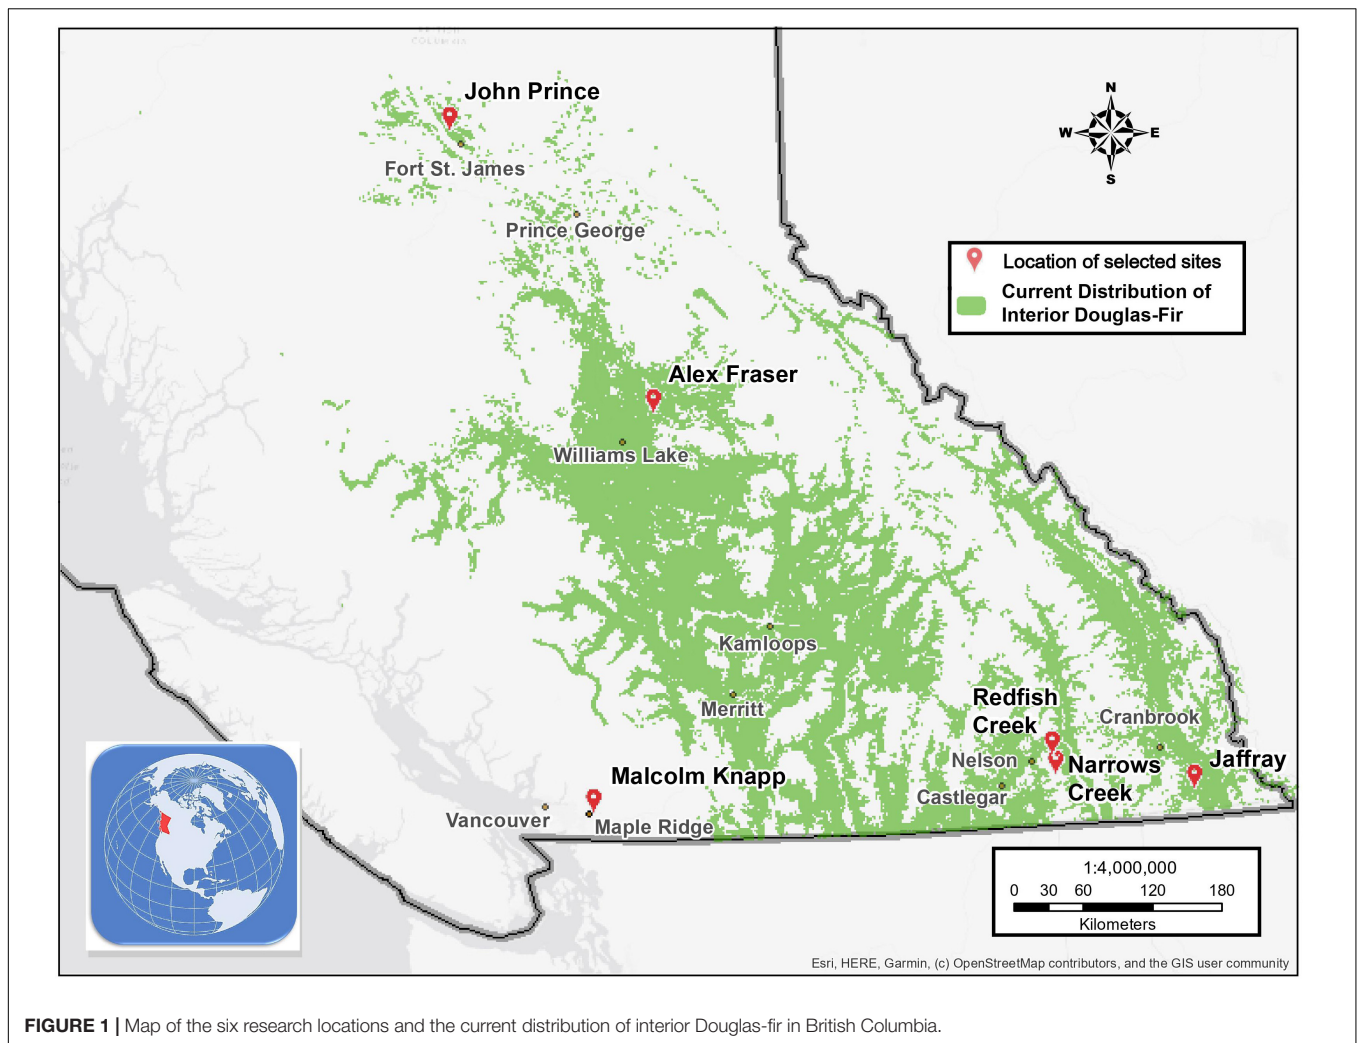 COLUMBIA
John Prince
Fort St. James
Prince George
N
W
E
S
Location of selected sites
Current Distribution of
Interior Douglas-Fir
Alex Fraser
Williams Lake
Kamloops
Merritt
Redfish
Creek
Cranbrook
Nelson
Narrows
Creek
Jaffray
Castlegar
Malcolm Knapp
Vancouver
Maple Ridge
1:4,000,000
0 30 60 120 180
Kilometers
Esri, HERE, Garmin, (c) OpenStreetMap contributors, and the GIS user community
FIGURE 1 | Map of the six research locations and the current distribution of interior Douglas-fir in British Columbia.